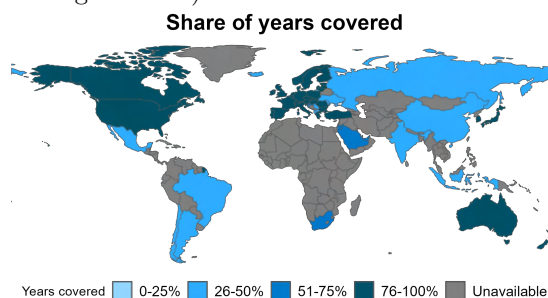 Share of years covered
Years covered 0-25% 26-50% 51-75% 76-100% Unavailable